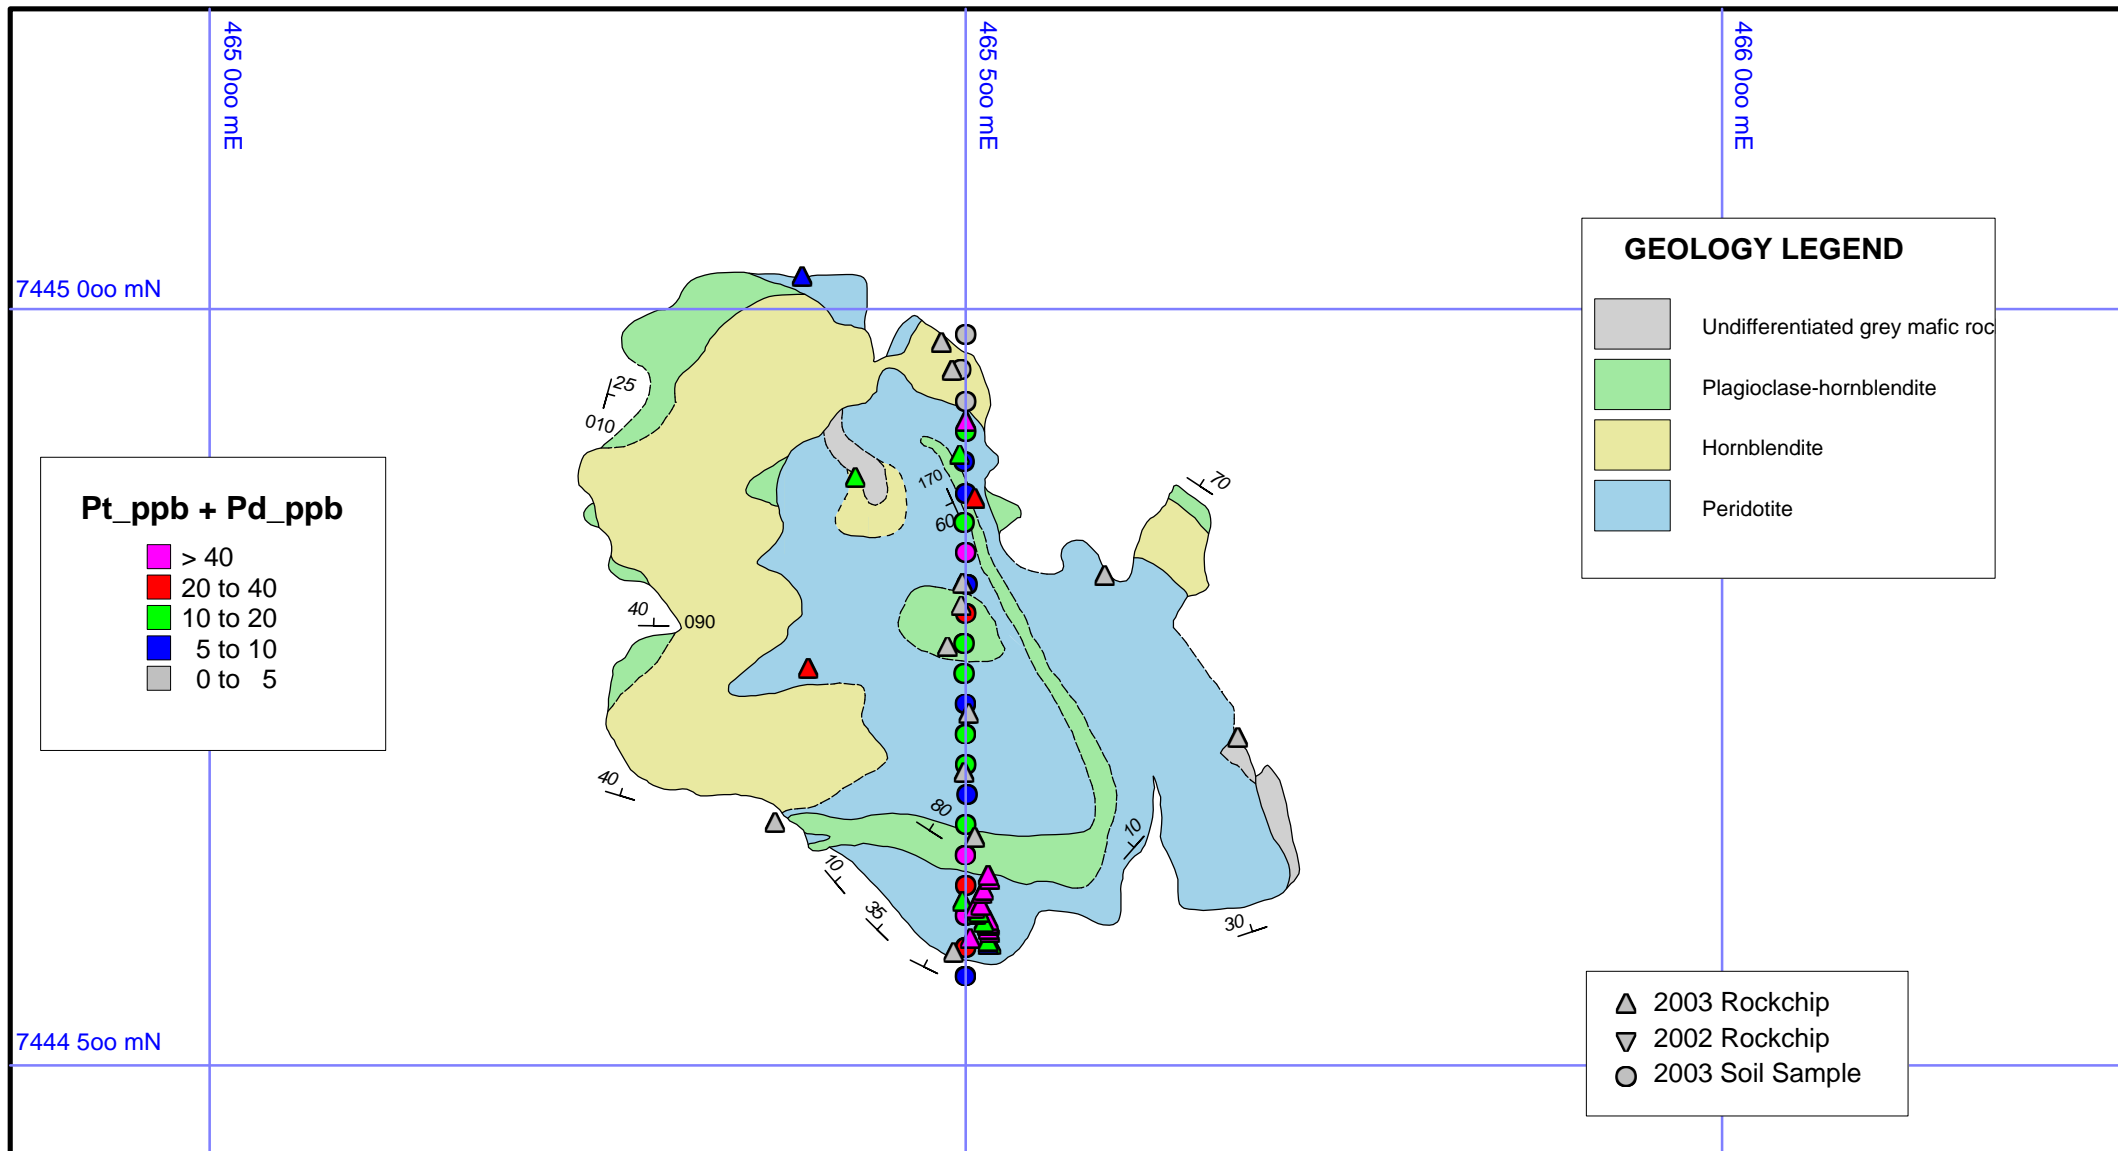 465 0oo mE
465 5oo mE
466 0oo mE
7445 0oo mN
7444 5oo mN
GEOLOGY LEGEND
Undifferentiated grey mafic roc
Plagioclase-hornblendite
Hornblendite
Peridotite
Pt_ppb + Pd_ppb
> 40
20 to 40
10 to 20
5 to 10
0 to 5
25
010
170
60
70
40
090
40
80
10
10
35
30
2003 Rockchip
2002 Rockchip
2003 Soil Sample